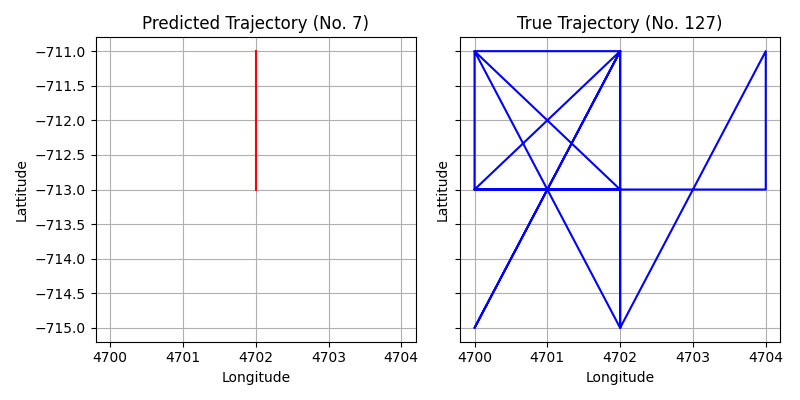 Predicted Trajectory (No. 7)
True Trajectory (No. 127)
Lattitude
−711.0
−711.5
−712.0
−712.5
−713.0
−713.5
−714.0
−714.5
−715.0
4700 4701 4702 4703 4704
Longitude
Lattitude
4700 4701 4702 4703 4704
Longitude